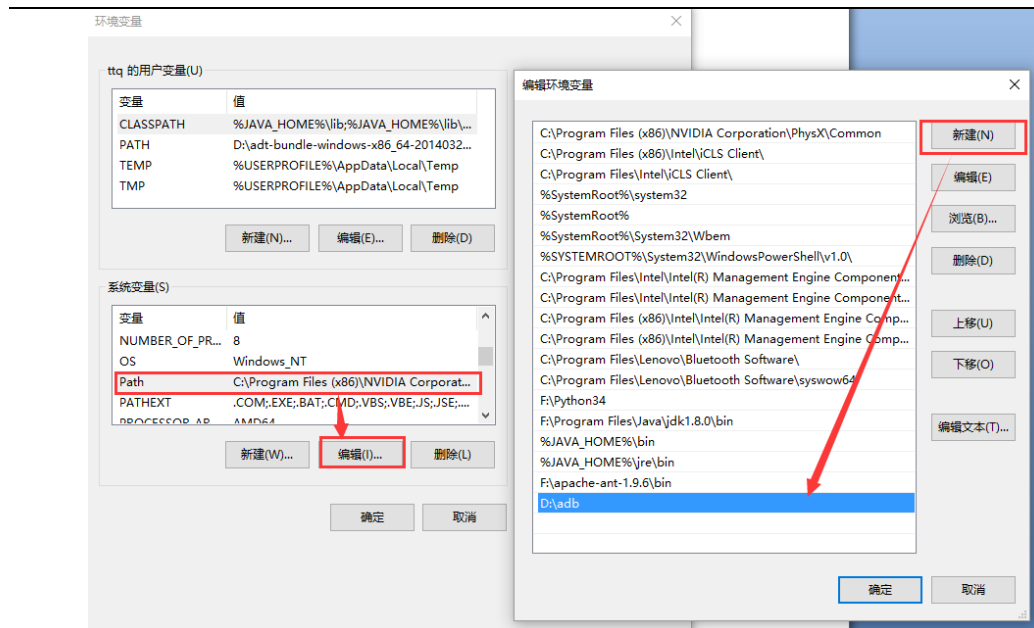 环境变量
ttq 的用户变量(U)
变量 值
CLASSPATH %JAVA_HOME%\lib;%JAVA_HOME%\lib\...
PATH D:\adt-bundle-windows-x86_64-2014032...
TEMP %USERPROFILE%\AppData\Local\Temp
TMP %USERPROFILE%\AppData\Local\Temp
新建(N)... 编辑(E)... 删除(D)
系统变量(S)
变量 值
NUMBER_OF_PR... 8
OS Windows_NT
Path C:\Program Files (x86)\NVIDIA Corporat...
PATHEXT .COM;.EXE;.BAT;.CMD;.VBS;.VBE;.JS;.JSE;....
PROCESSOR_AR AMD64
新建(W)... 编辑(I)... 删除(L)
确定 取消
编辑环境变量
C:\Program Files (x86)\NVIDIA Corporation\PhysX\Common
C:\Program Files (x86)\Intel\iCLS Client\
C:\Program Files\Intel\iCLS Client\
%SystemRoot%\system32
%SystemRoot%
%SystemRoot%\System32\Wbem
%SYSTEMROOT%\System32\WindowsPowerShell\v1.0\
C:\Program Files\Intel\Intel(R) Management Engine Component...
C:\Program Files\Intel\Intel(R) Management Engine Component...
C:\Program Files (x86)\Intel\Intel(R) Management Engine Comp...
C:\Program Files (x86)\Intel\Intel(R) Management Engine Comp...
C:\Program Files\Lenovo\Bluetooth Software\
C:\Program Files\Lenovo\Bluetooth Software\syswow64
F:\Python34
F:\Program Files\Java\jdk1.8.0\bin
%JAVA_HOME%\bin
%JAVA_HOME%\jre\bin
F:\apache-ant-1.9.6\bin
D:\adb
新建(N)
编辑(E)
浏览(B)...
删除(D)
上移(U)
下移(O)
编辑文本(T)...
确定 取消